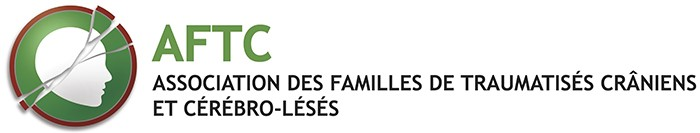 AFTC
ASSOCIATION DES FAMILLES DE TRAUMATISÉS CRÂNIENS
ET CÉRÉBRO-LÉSÉS